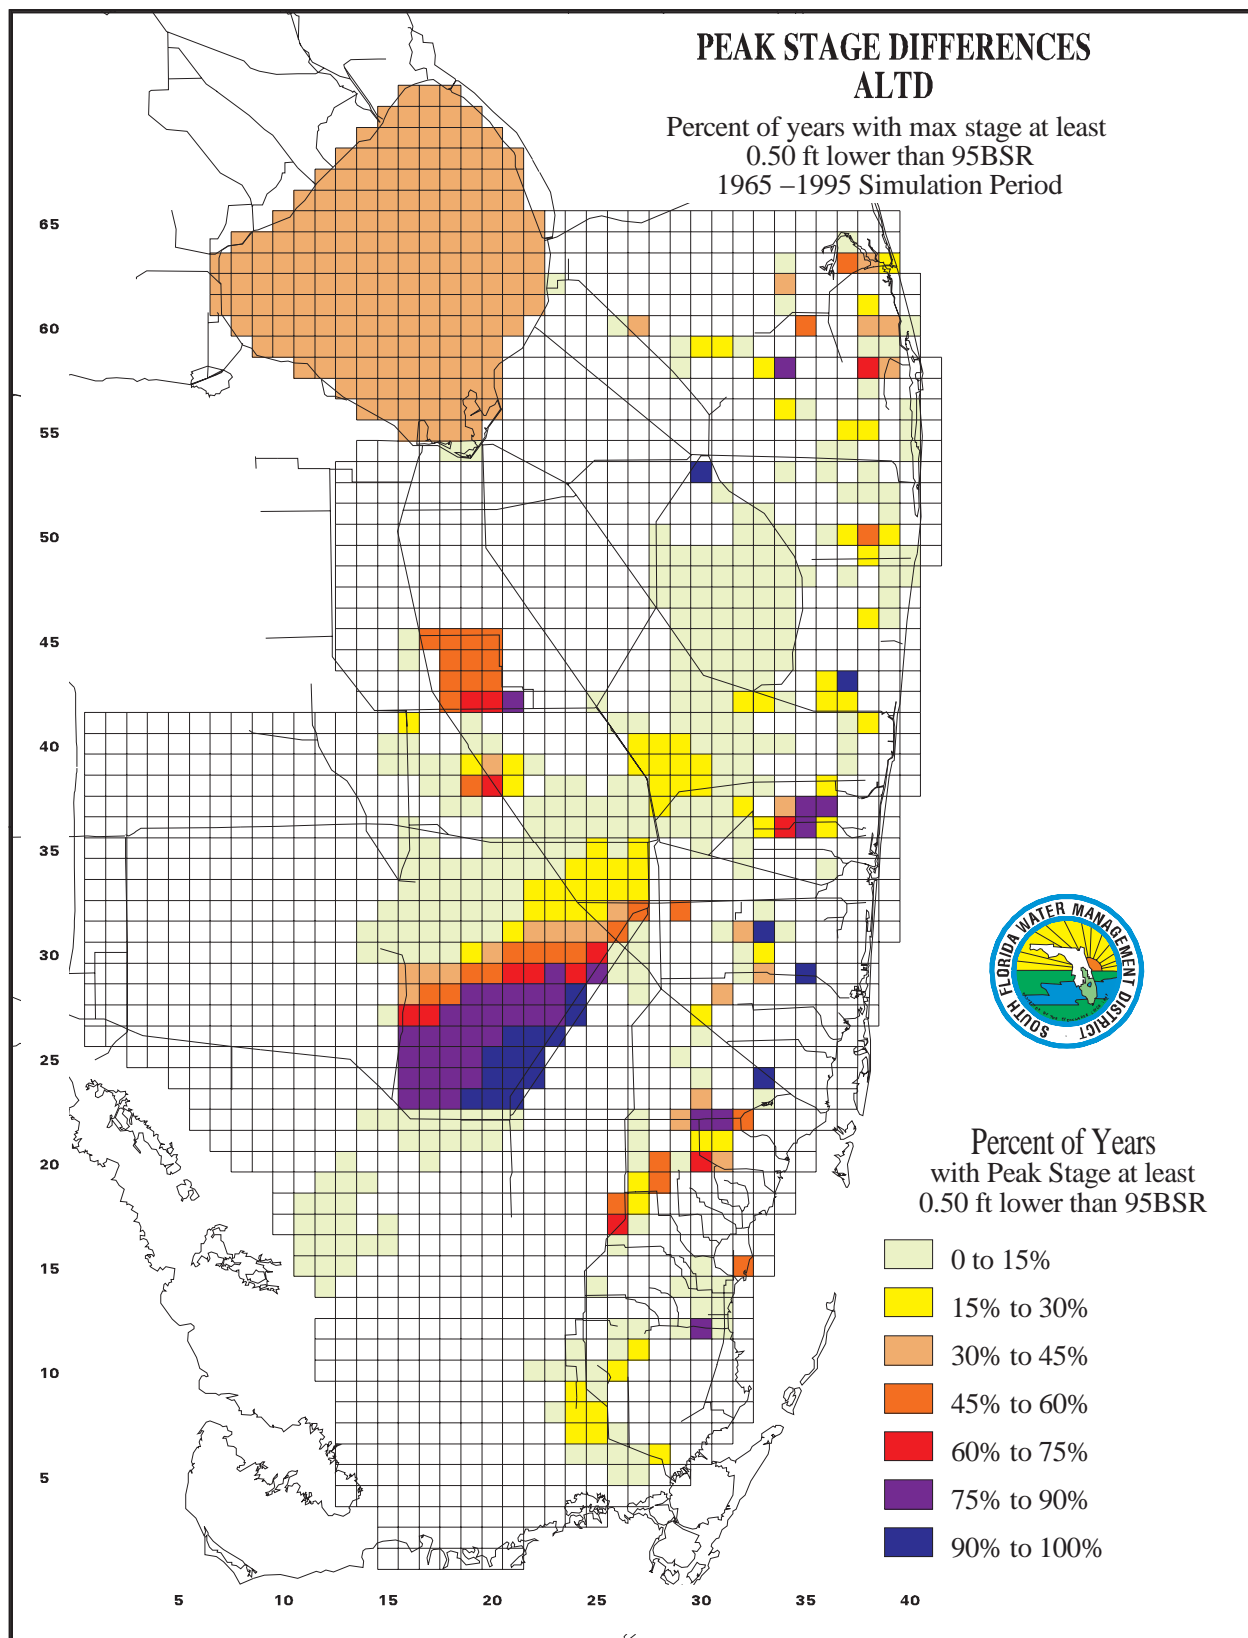 PEAK STAGE DIFFERENCES
ALTD
Percent of years with max stage at least
0.50 ft lower than 95BSR
1965 –1995 Simulation Period
65
60
55
50
45
40
35
30
25
20
15
10
5
SOUTH FLORIDA WATER MANAGEMENT DISTRICT
Percent of Years
with Peak Stage at least
0.50 ft lower than 95BSR
0 to 15%
15% to 30%
30% to 45%
45% to 60%
60% to 75%
75% to 90%
90% to 100%
5
10
15
20
25
30
35
40